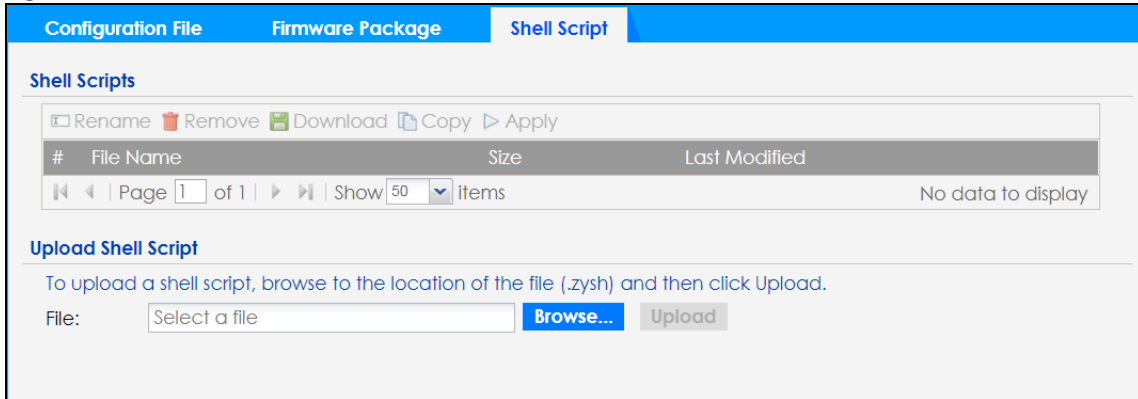 Configuration File Firmware Package Shell Script
Shell Scripts
Rename Remove Download Copy Apply
# File Name Size Last Modified
Page 1 of 1 Show 50 items No data to display
Upload Shell Script
To upload a shell script, browse to the location of the file (.zysh) and then click Upload.
File: Select a file Browse... Upload